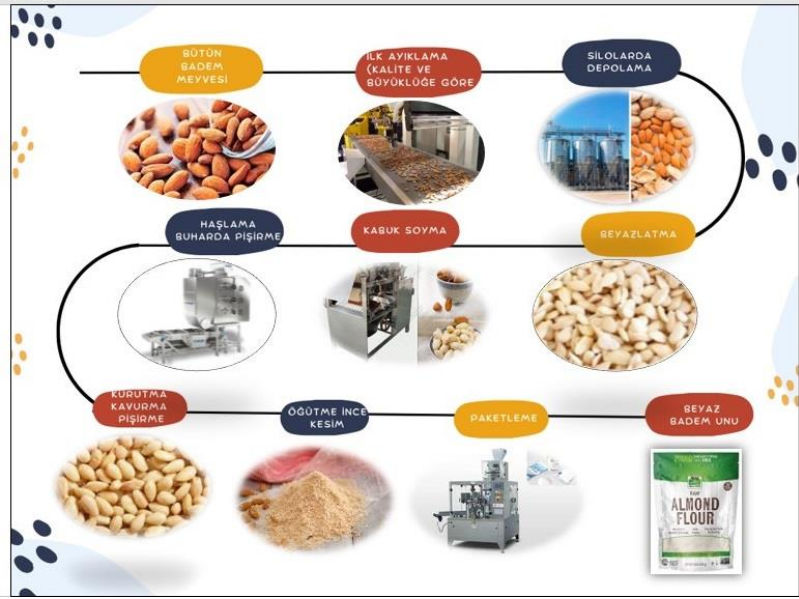 BÜTÜN
BADEM
MEYVESİ
İLK AYIKLAMA
(KALİTE VE
BÜYÜKLÜĞE GÖRE
SİLOLARDA
DEPOLAMA
BEYAZLATMA
KABUK SOYMA
HAŞLAMA
BUHARDA PİŞİRME
KURUTMA
KAVURMA
PİŞİRME
ÖĞÜTME İNCE
KESİM
PAKETLEME
BEYAZ
BADEM UNU
RAW
ALMOND
FLOUR